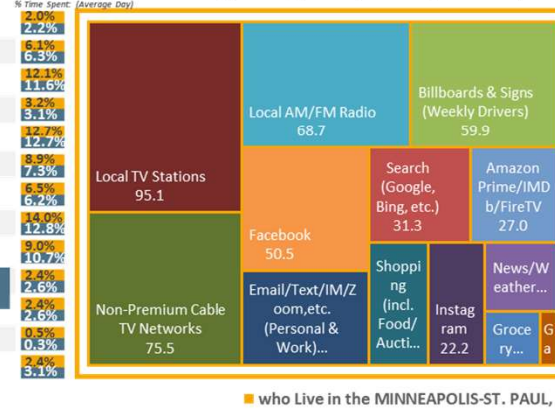 % Time Spent: (Average Day)
2.0%
2.2%
6.1%
6.3%
12.1%
11.6%
3.2%
3.1%
12.7%
12.7%
8.9%
7.3%
6.5%
6.2%
14.0%
12.8%
9.0%
10.7%
2.4%
2.6%
2.4%
2.6%
0.5%
0.3%
2.4%
3.1%
Local TV Stations
95.1
Non-Premium Cable
TV Networks
75.5
Local AM/FM Radio
68.7
Billboards & Signs
(Weekly Drivers)
59.9
Facebook
50.5
Search
(Google,
Bing, etc.)
31.3
Amazon
Prime/IMD
b/FireTV
27.0
Email/Text/IM/Z
oom,etc.
(Personal &
Work)...
Shoppi
ng
(incl.
Food/
Aucti...
Instag
ram
22.2
News/W
eather...
Groce
ry...
G
a
who Live in the MINNEAPOLIS-ST. PAUL,